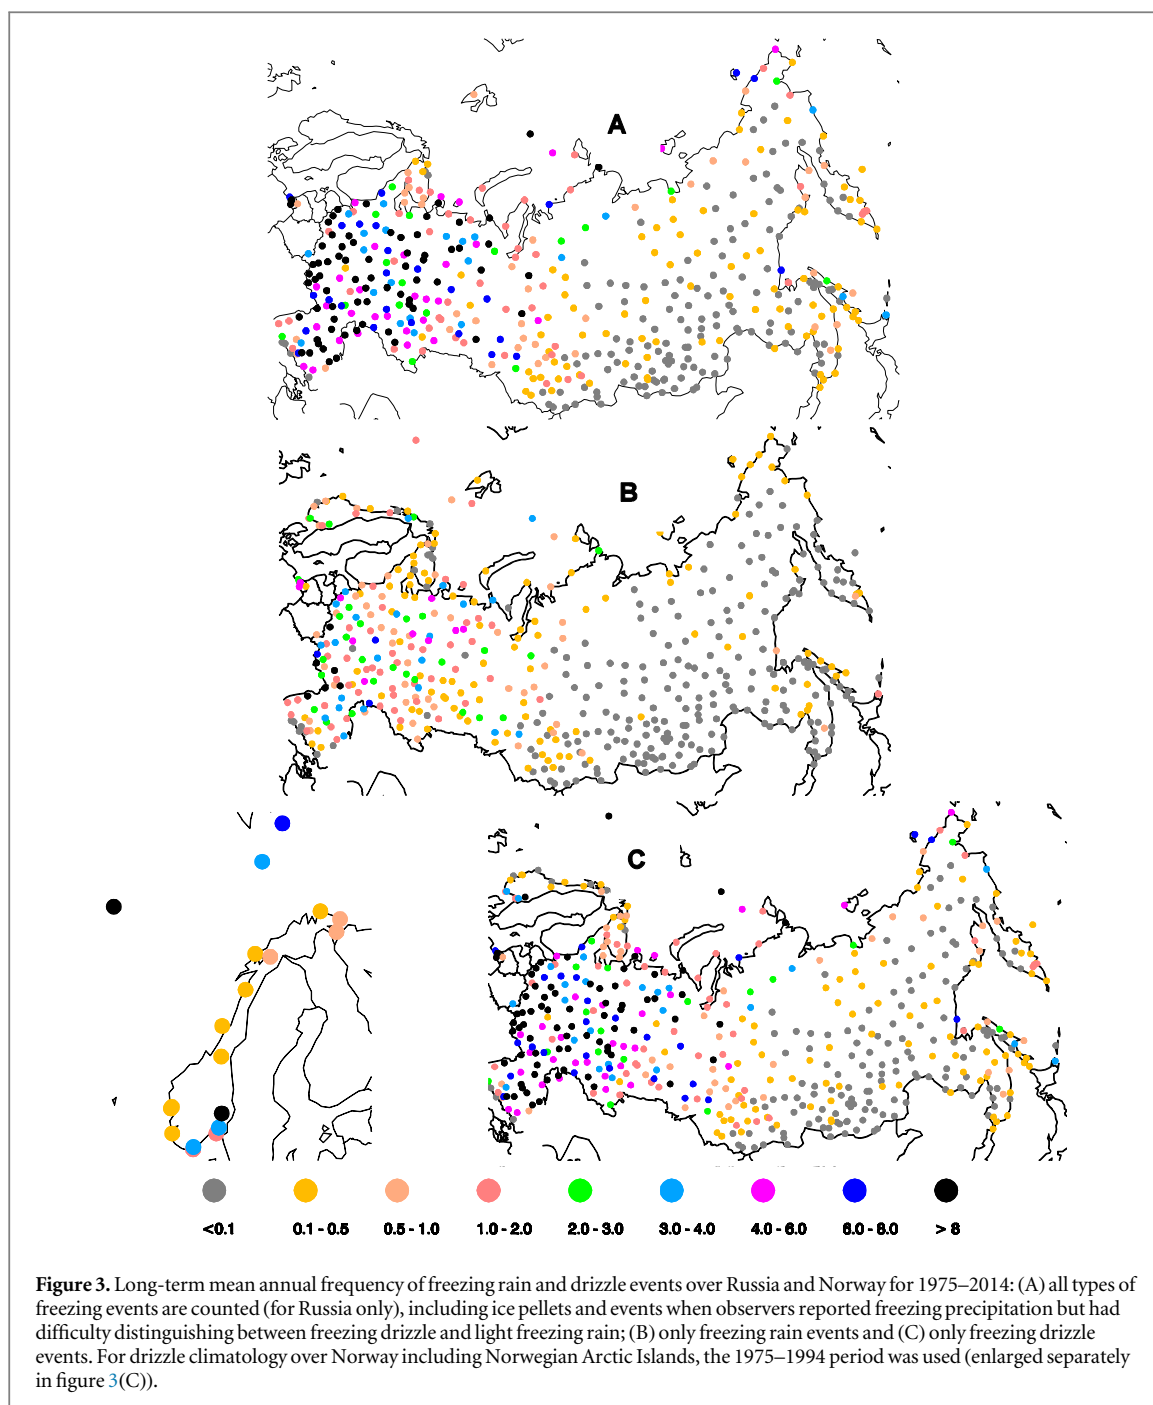 A
B
C
<0.1 0.1 - 0.5 0.5 - 1.0 1.0 - 2.0 2.0 - 3.0 3.0 - 4.0 4.0 - 6.0 6.0 - 8.0 > 8
Figure 3. Long-term mean annual frequency of freezing rain and drizzle events over Russia and Norway for 1975–2014: (A) all types of
freezing events are counted (for Russia only), including ice pellets and events when observers reported freezing precipitation but had
difficulty distinguishing between freezing drizzle and light freezing rain; (B) only freezing rain events and (C) only freezing drizzle
events. For drizzle climatology over Norway including Norwegian Arctic Islands, the 1975–1994 period was used (enlarged separately
in figure 3(C)).